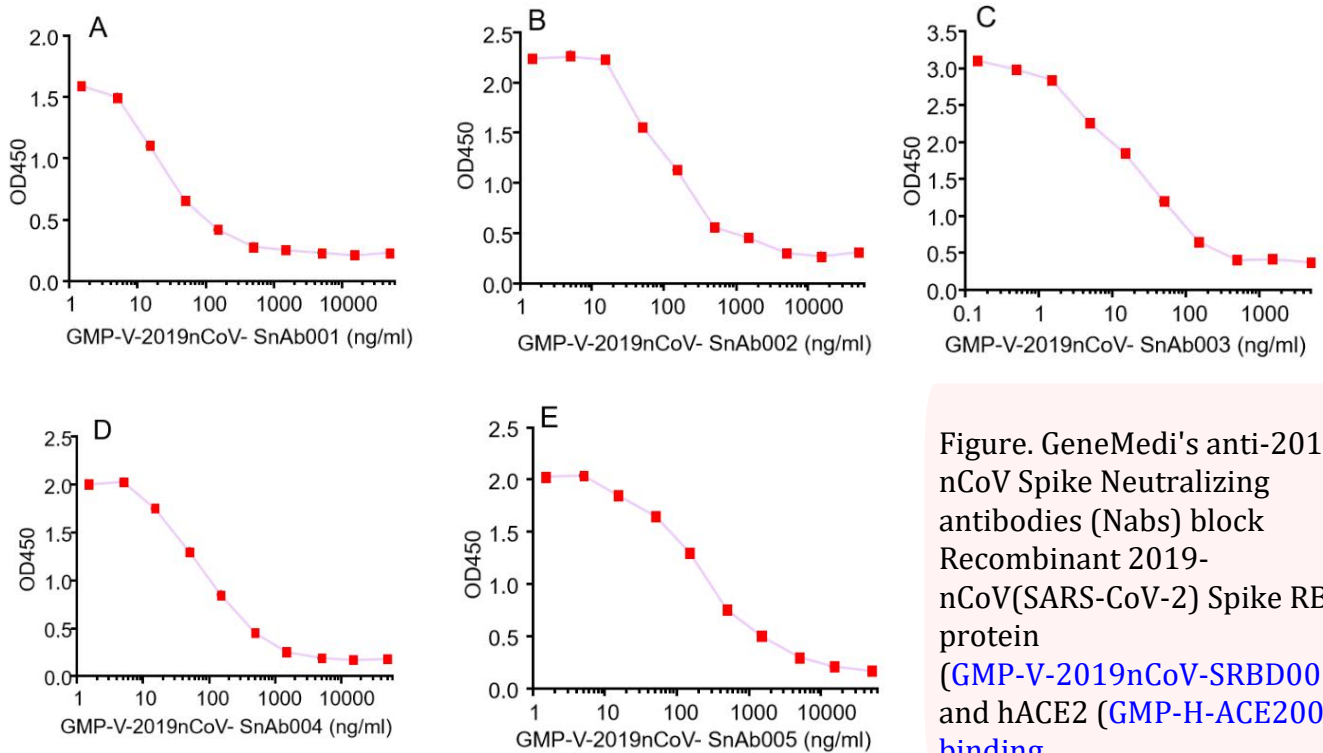 A
2.0
1.5
1.0
0.5
0.0
OD450
1 10 100 1000 10000
GMP-V-2019nCoV- SnAb001 (ng/ml)
B
2.5
2.0
1.5
1.0
0.5
0.0
OD450
1 10 100 1000 10000
GMP-V-2019nCoV- SnAb002 (ng/ml)
C
3.5
3.0
2.5
2.0
1.5
1.0
0.5
0.0
OD450
0.1 1 10 100 1000
GMP-V-2019nCoV- SnAb003 (ng/ml)
D
2.5
2.0
1.5
1.0
0.5
0.0
OD450
1 10 100 1000 10000
GMP-V-2019nCoV- SnAb004 (ng/ml)
E
2.5
2.0
1.5
1.0
0.5
0.0
OD450
1 10 100 1000 10000
GMP-V-2019nCoV- SnAb005 (ng/ml)
Figure. GeneMedi's anti-201
nCoV Spike Neutralizing
antibodies (Nabs) block
Recombinant 2019-
nCoV(SARS-CoV-2) Spike RB
protein
(GMP-V-2019nCoV-SRBD00
and hACE2 (GMP-H-ACE200
binding